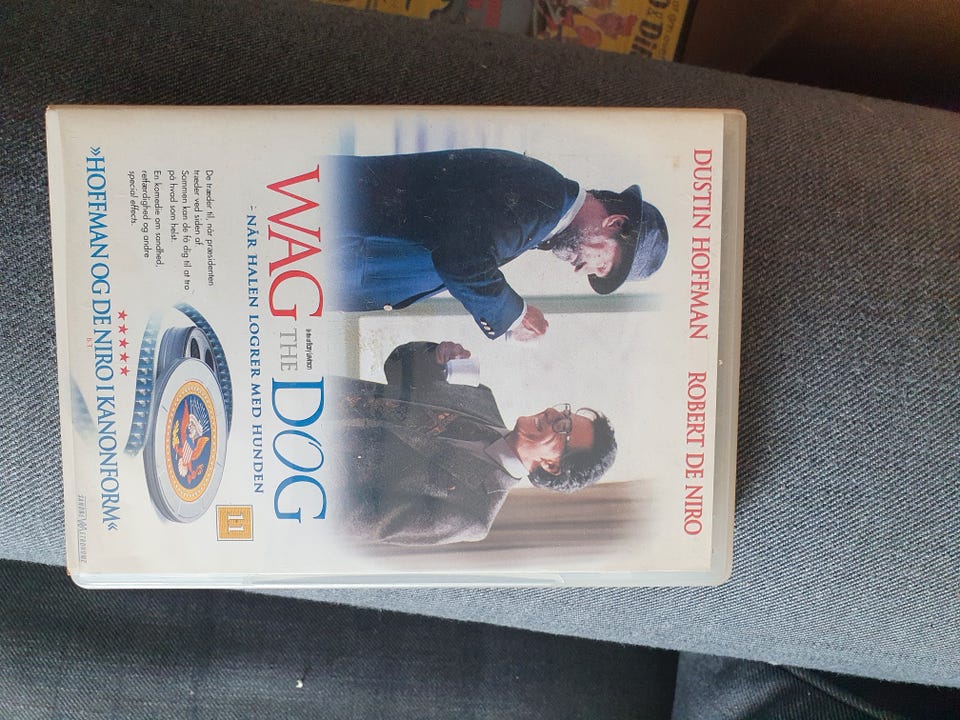 DUSTIN HOFFMAN ROBERT DE NIRO
WAG THE DOG
- NÅR HALEN LOGRER MED HUNDEN
De træder til, når præsidenten
træder ved siden af.
Sammen kan de få dig til at tro
på hvad som helst.
En komedie om sandhed,
retfærdighed og andre
special effects.
11
★★★★★
B.T.
»HOFFMAN OG DE NIRO I KANONFORM«
SANDREW METRONOME